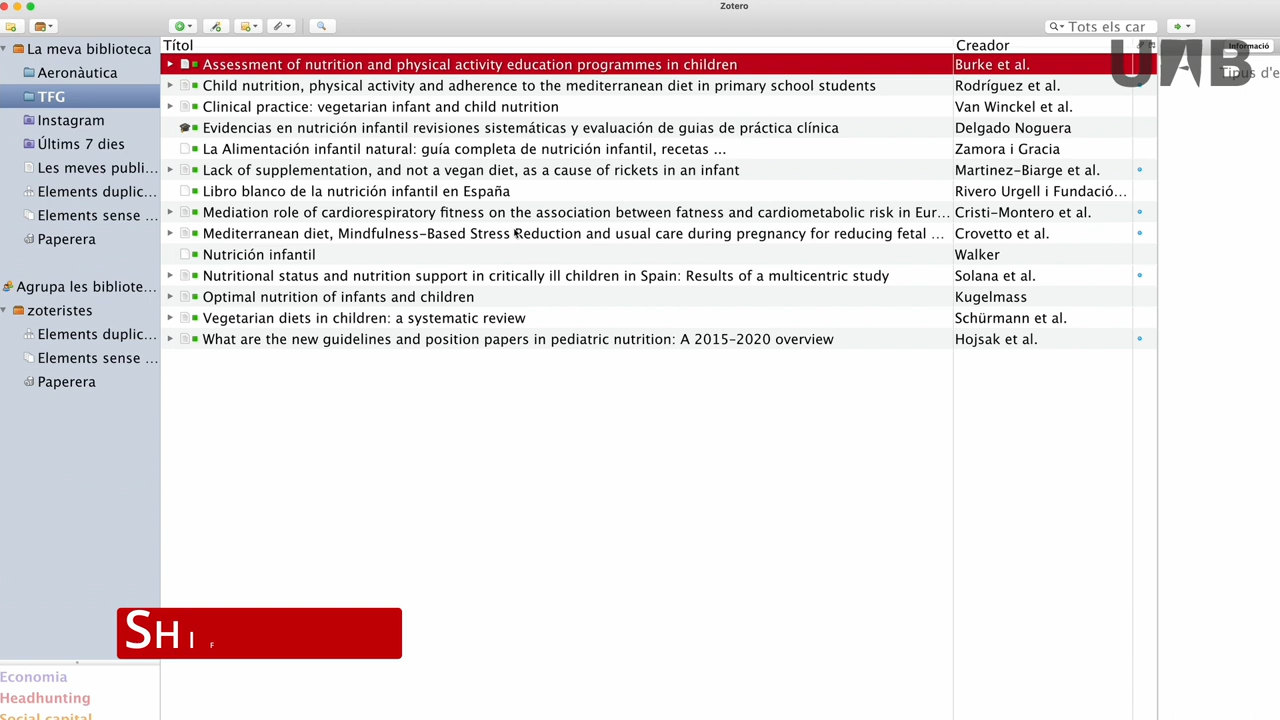 Zotero
Tots els car
La meva biblioteca
Aeronàutica
TFG
Instagram
Últims 7 dies
Les meves publi...
Elements duplic...
Elements sense ...
Paperera
Agrupa les bibliote...
zoteristes
Elements duplic...
Elements sense ...
Paperera
Economia
Headhunting
Social capital
Títol Creador
Assessment of nutrition and physical activity education programmes in children Burke et al.
Child nutrition, physical activity and adherence to the mediterranean diet in primary school students Rodríguez et al.
Clinical practice: vegetarian infant and child nutrition Van Winckel et al.
Evidencias en nutrición infantil revisiones sistemáticas y evaluación de guias de práctica clínica Delgado Noguera
La Alimentación infantil natural: guía completa de nutrición infantil, recetas ... Zamora i Gracia
Lack of supplementation, and not a vegan diet, as a cause of rickets in an infant Martinez-Biarge et al.
Libro blanco de la nutrición infantil en España Rivero Urgell i Fundació...
Mediation role of cardiorespiratory fitness on the association between fatness and cardiometabolic risk in Eur... Cristi-Montero et al.
Mediterranean diet, Mindfulness-Based Stress Reduction and usual care during pregnancy for reducing fetal ... Crovetto et al.
Nutrición infantil Walker
Nutritional status and nutrition support in critically ill children in Spain: Results of a multicentric study Solana et al.
Optimal nutrition of infants and children Kugelmass
Vegetarian diets in children: a systematic review Schürmann et al.
What are the new guidelines and position papers in pediatric nutrition: A 2015-2020 overview Hojsak et al.
Informació
Tipus d'e
UAB
SHIF